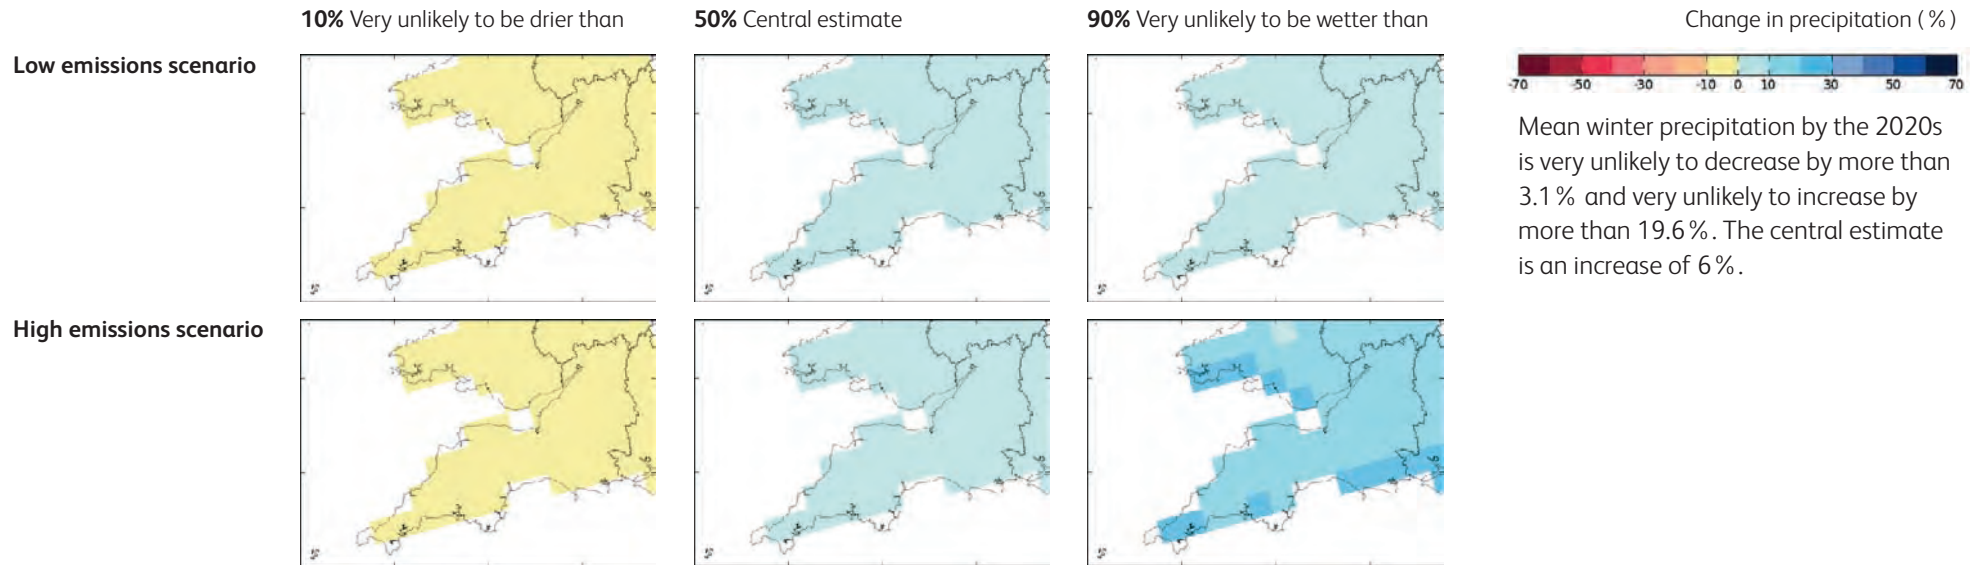 10% Very unlikely to be drier than
50% Central estimate
90% Very unlikely to be wetter than
Change in precipitation (%)
Low emissions scenario
-70 -50 -30 -10 0 10 30 50 70
Mean winter precipitation by the 2020s
is very unlikely to decrease by more than
3.1% and very unlikely to increase by
more than 19.6%. The central estimate
is an increase of 6%.
High emissions scenario